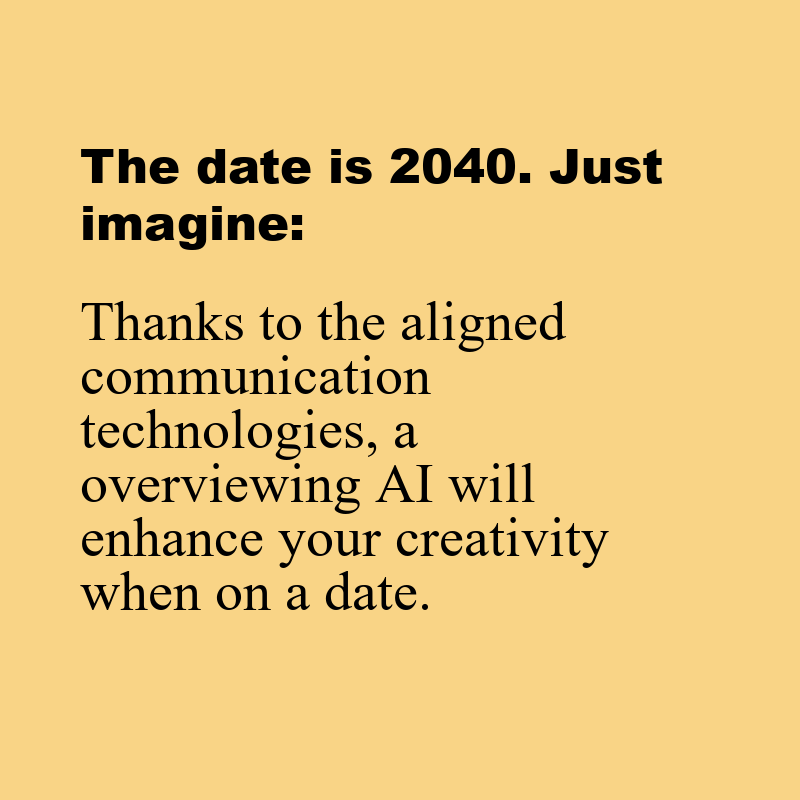 The date is 2040. Just
imagine:
Thanks to the aligned
communication
technologies, a
overviewing AI will
enhance your creativity
when on a date.